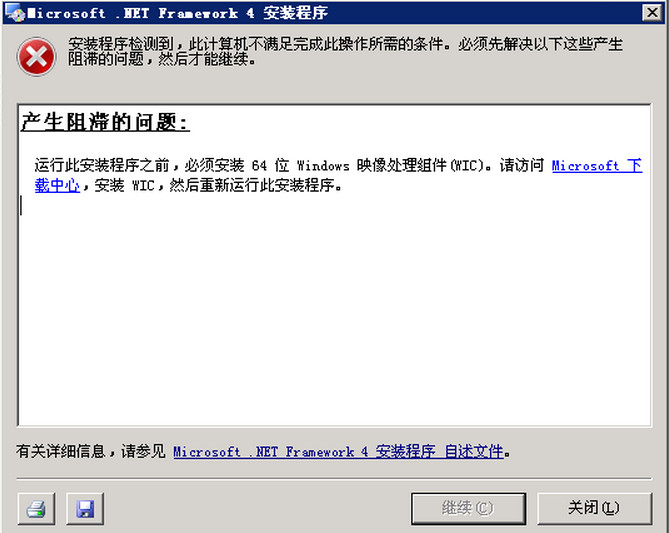 Microsoft .NET Framework 4 安装程序
安装程序检测到，此计算机不满足完成此操作所需的条件。必须先解决以下这些产生
阻滞的问题，然后才能继续。
产生阻滞的问题:
运行此安装程序之前，必须安装 64 位 Windows 映像处理组件(WIC)。请访问 Microsoft 下
载中心，安装 WIC，然后重新运行此安装程序。
有关详细信息，请参见 Microsoft .NET Framework 4 安装程序 自述文件。
继续(C)
关闭(L)